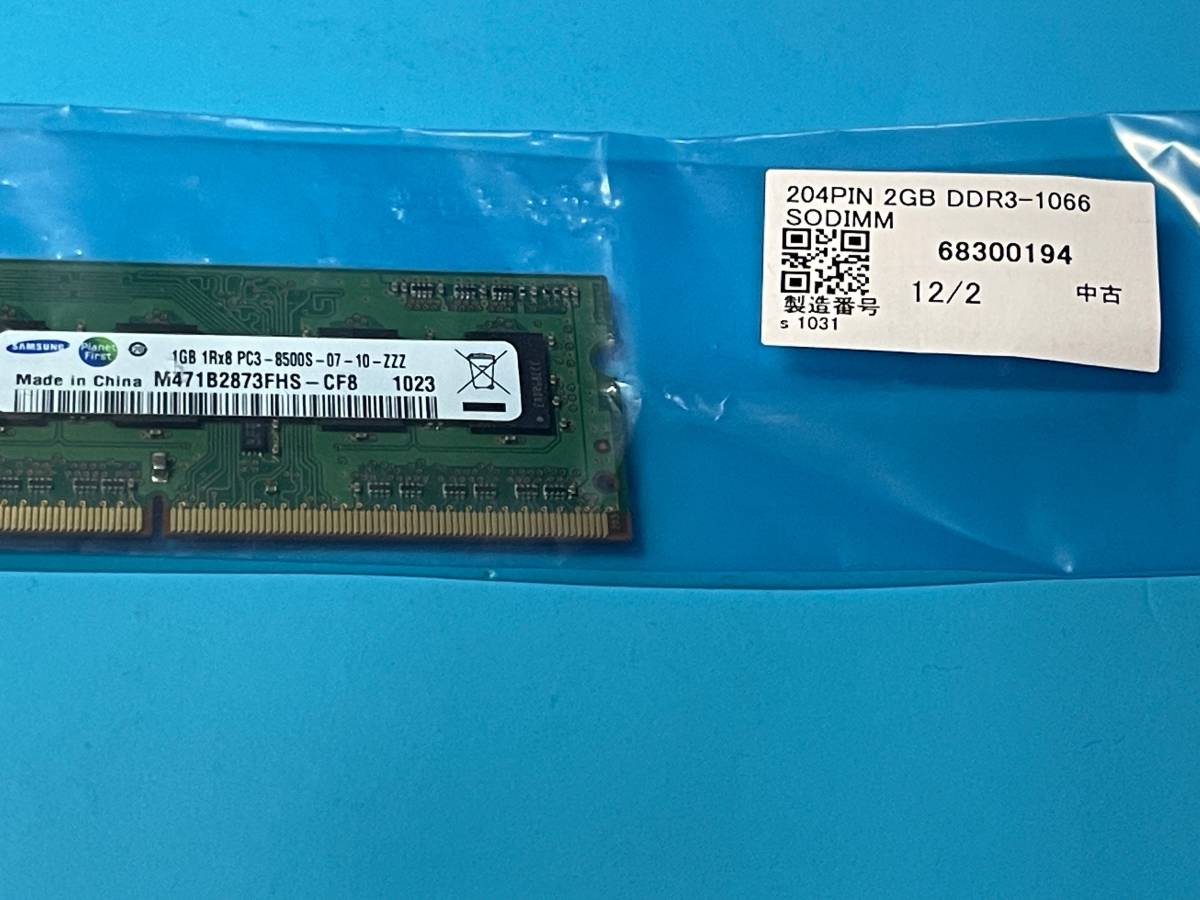 204PIN 2GB DDR3-1066
SODIMM
68300194
製造番号
12/2
中古
s 1031
SAMSUNG
Planet
First
1GB 1Rx8 PC3-8500S-07-10-ZZZ
Made in China M471B2873FHS-CF8 1023